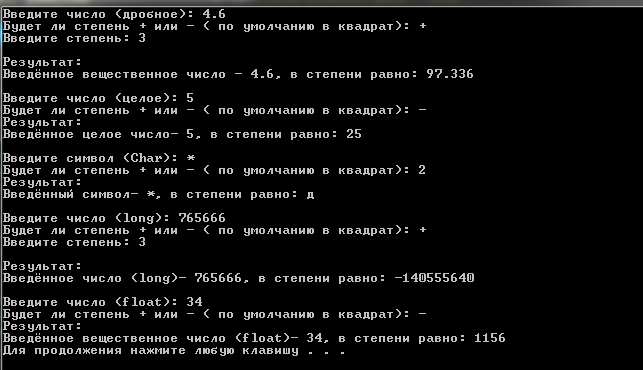 Введите число (дробное): 4.6
Будет ли степень + или - ( по умолчанию в квадрат): +
Введите степень: 3
Результат:
Введённое вещественное число - 4.6, в степени равно: 97.336
Введите число (целое): 5
Будет ли степень + или - ( по умолчанию в квадрат): -
Результат:
Введённое целое число- 5, в степени равно: 25
Введите символ (Char): *
Будет ли степень + или - ( по умолчанию в квадрат): 2
Результат:
Введённый символ- *, в степени равно: д
Введите число (long): 765666
Будет ли степень + или - ( по умолчанию в квадрат): +
Введите степень: 3
Результат:
Введённое число (long)- 765666, в степени равно: -140555640
Введите число (float): 34
Будет ли степень + или - ( по умолчанию в квадрат): -
Результат:
Введённое вещественное число (float)- 34, в степени равно: 1156
Для продолжения нажмите любую клавишу . . .